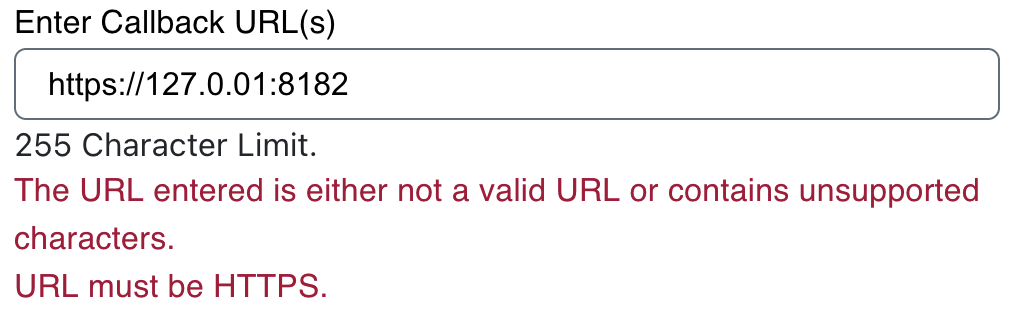 Enter Callback URL(s)
https://127.0.01:8182
255 Character Limit.
The URL entered is either not a valid URL or contains unsupported
characters.
URL must be HTTPS.